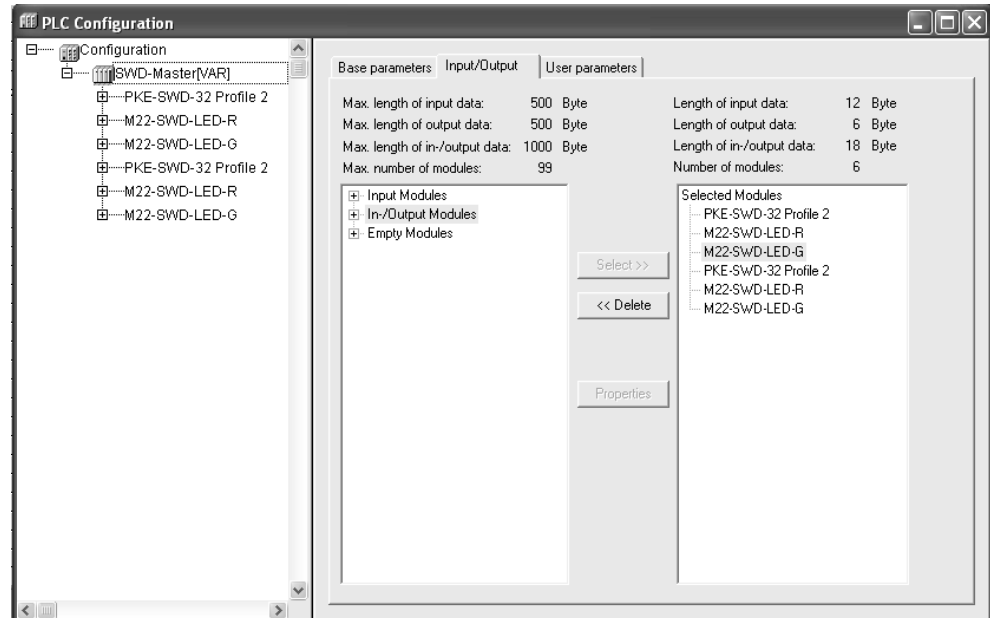 PLC Configuration
Configuration
SWD-Master[VAR]
PKE-SWD-32 Profile 2
M22-SWD-LED-R
M22-SWD-LED-G
PKE-SWD-32 Profile 2
M22-SWD-LED-R
M22-SWD-LED-G
Base parameters Input/Output User parameters
Max. length of input data: 500 Byte
Max. length of output data: 500 Byte
Max. length of in-/output data: 1000 Byte
Max. number of modules: 99
Length of input data: 12 Byte
Length of output data: 6 Byte
Length of in-/output data: 18 Byte
Number of modules: 6
Input Modules
In-/Output Modules
Empty Modules
Select >>
<< Delete
Properties
Selected Modules
PKE-SWD-32 Profile 2
M22-SWD-LED-R
M22-SWD-LED-G
PKE-SWD-32 Profile 2
M22-SWD-LED-R
M22-SWD-LED-G